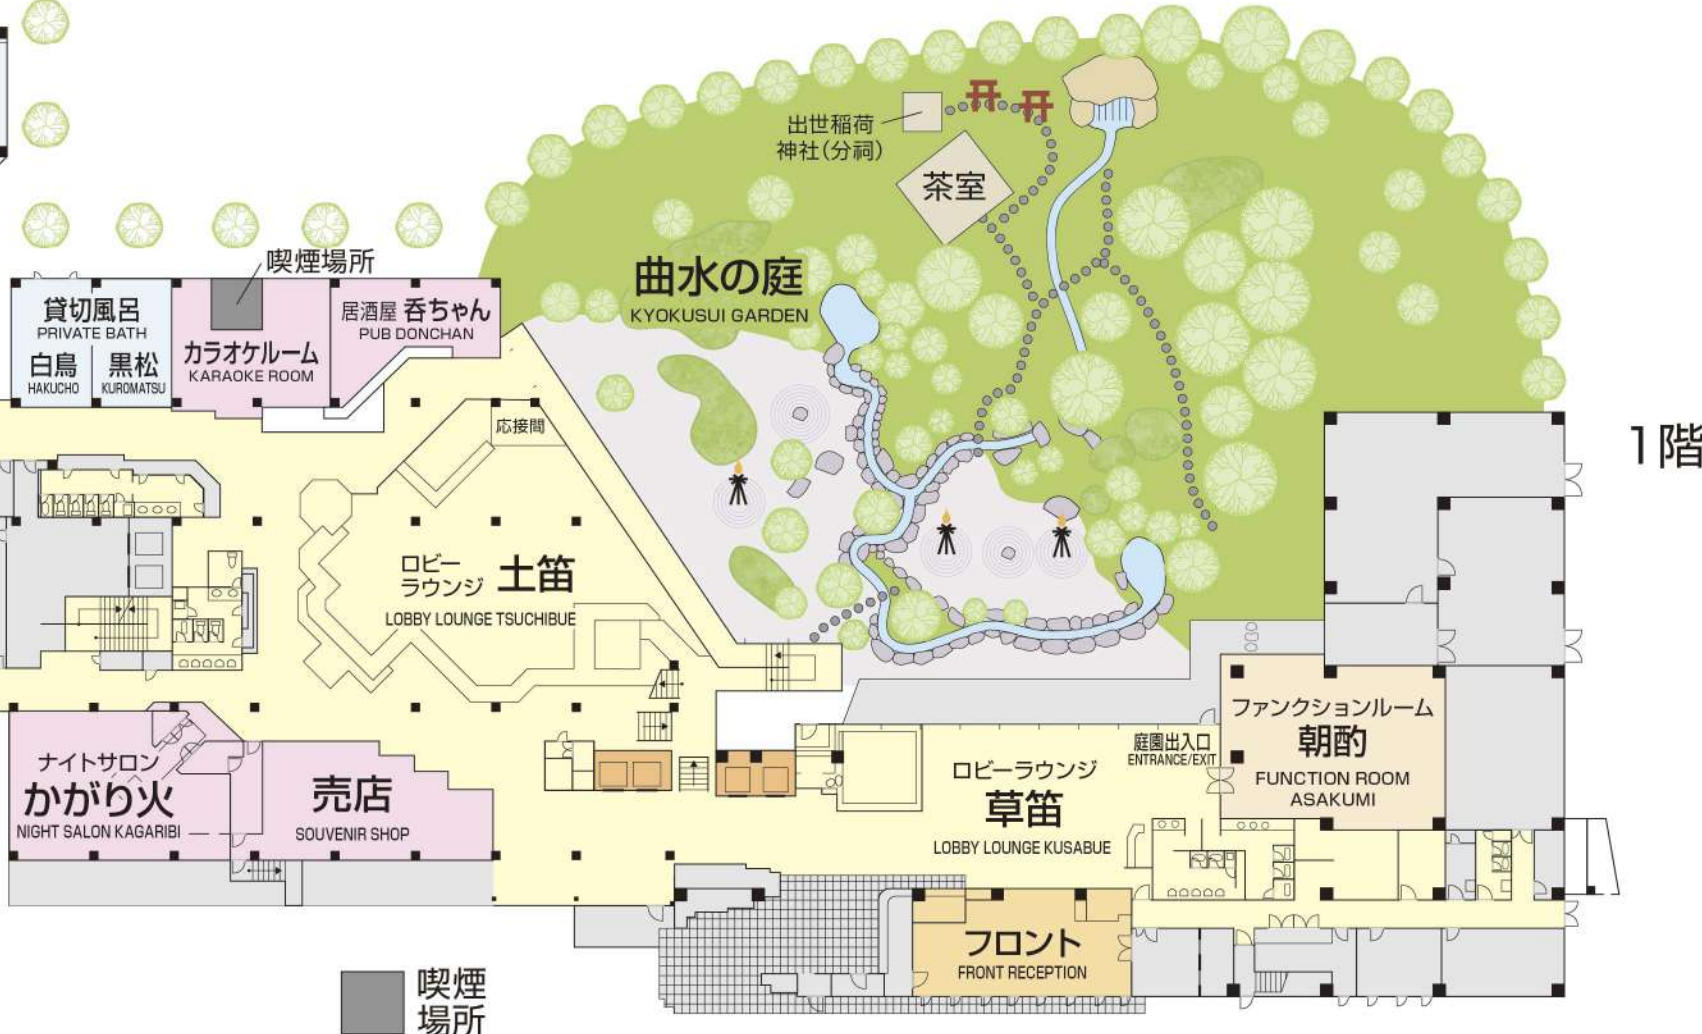 出世稲荷
神社(分祠)
茶室
曲水の庭
KYOKUSUI GARDEN
喫煙場所
貸切風呂
PRIVATE BATH
白鳥
HAKUCHO
黒松
KUROMATSU
カラオケルーム
KARAOKE ROOM
居酒屋 呑ちゃん
PUB DONCHAN
応接間
1階
ロビー
ラウンジ 土笛
LOBBY LOUNGE TSUCHIBUE
ナイトサロン
かがり火
NIGHT SALON KAGARIBI
売店
SOUVENIR SHOP
ロビーラウンジ
草笛
LOBBY LOUNGE KUSABUE
庭園出入口
ENTRANCE/EXIT
ファンクションルーム
朝酌
FUNCTION ROOM
ASAKUMI
フロント
FRONT RECEPTION
喫煙
場所